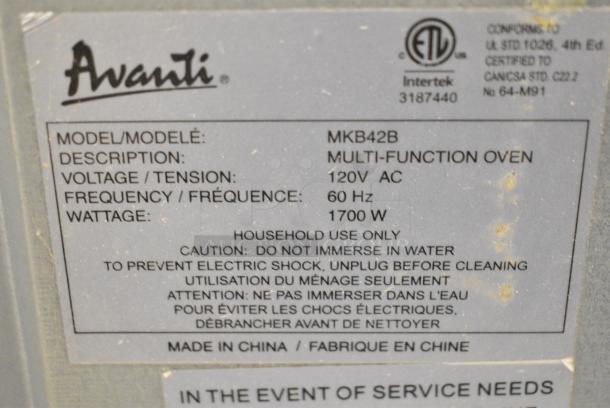 Avanti®
C ETL US
Intertek
3187440
CONFORMS TO
UL STD.1026, 4th Ed.
CERTIFIED TO
CAN/CSA STD. C22.2
No. 64-M91
MODEL/MODELÉ: MKB42B
DESCRIPTION: MULTI-FUNCTION OVEN
VOLTAGE / TENSION: 120V AC
FREQUENCY / FRÉQUENCE: 60 Hz
WATTAGE: 1700 W
HOUSEHOLD USE ONLY
CAUTION: DO NOT IMMERSE IN WATER
TO PREVENT ELECTRIC SHOCK, UNPLUG BEFORE CLEANING
UTILISATION DU MÉNAGE SEULEMENT
ATTENTION: NE PAS IMMERSER DANS L'EAU
POUR ÉVITER LES CHOCS ÉLECTRIQUES,
DÉBRANCHER AVANT DE NETTOYER
MADE IN CHINA / FABRIQUE EN CHINE
IN THE EVENT OF SERVICE NEEDS